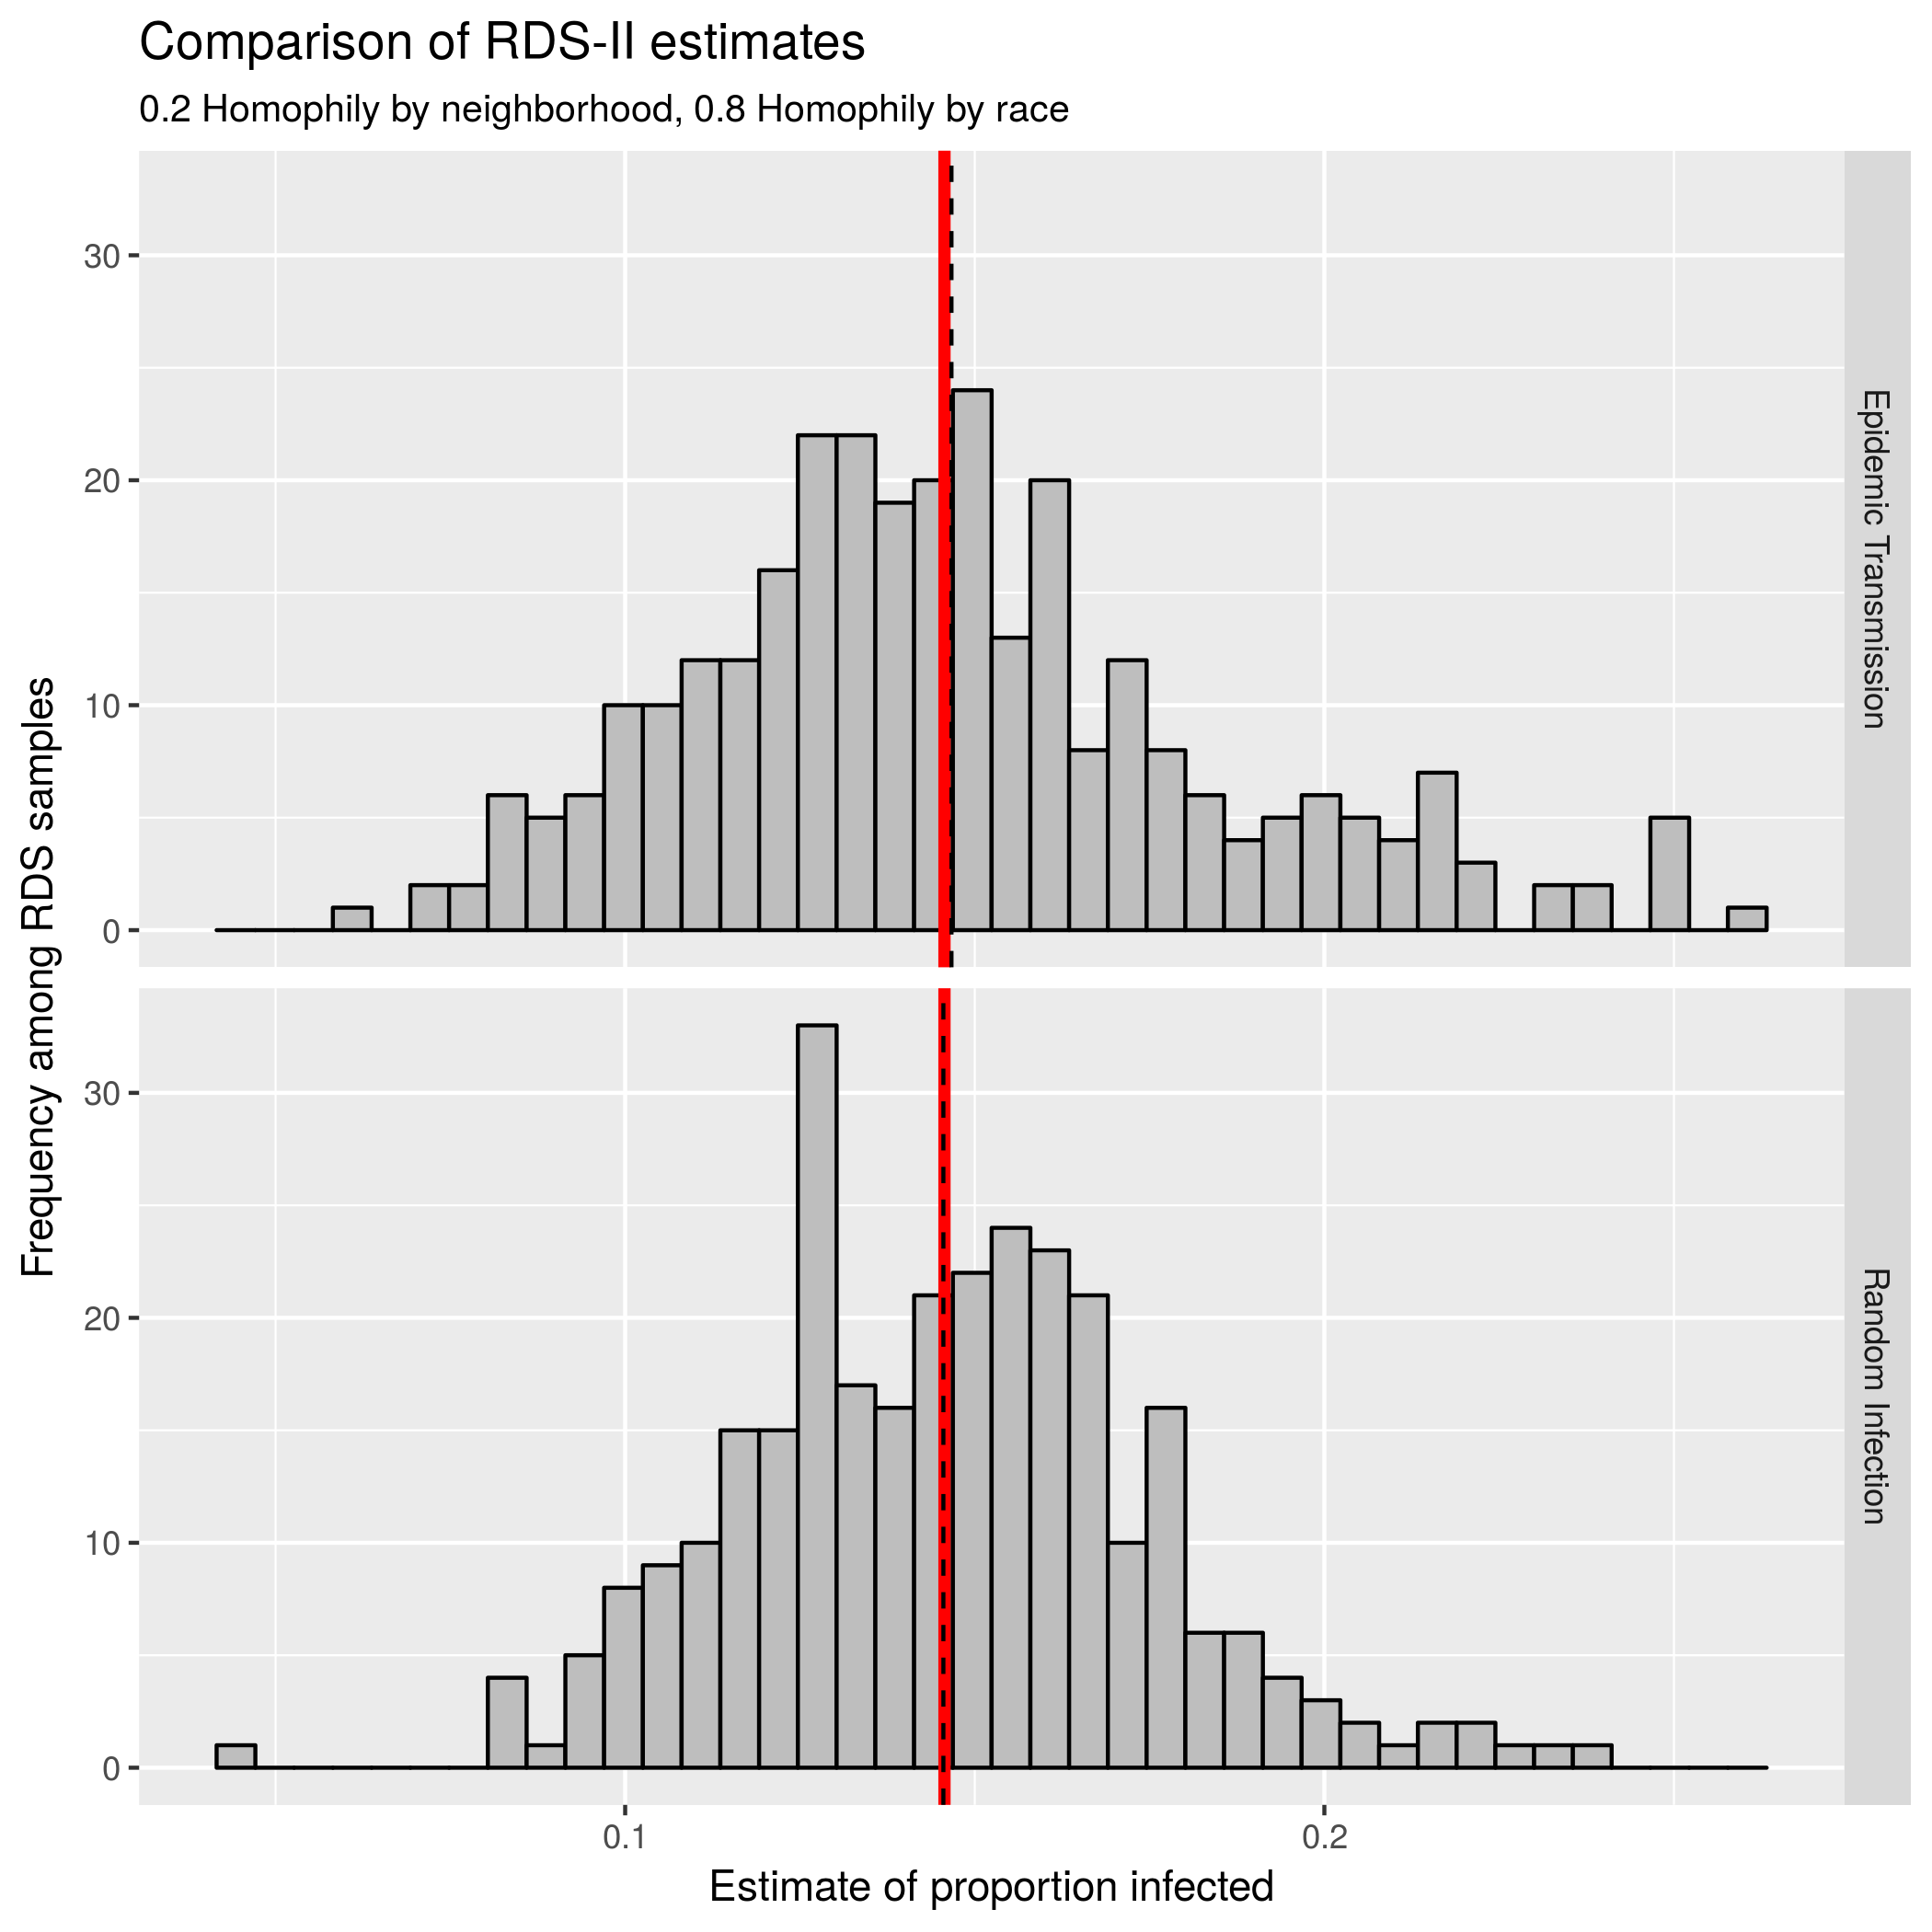 Comparison of RDS-II estimates
0.2 Homophily by neighborhood, 0.8 Homophily by race
Frequency among RDS samples
30
20
10
0
Epidemic Transmission
30
20
10
0
Random Infection
0.1
0.2
Estimate of proportion infected